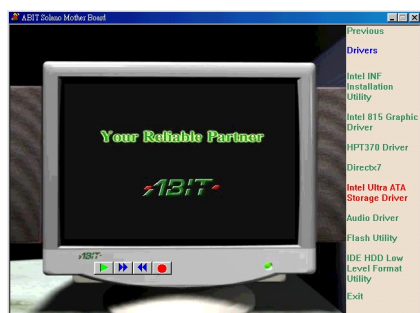 ABIT Solano Mother Board
Previous
Drivers
Intel INF
Installation
Utility
Intel 815 Graphic
Driver
HPT370 Driver
Directx7
Intel Ultra ATA
Storage Driver
Audio Driver
Flash Utility
IDE HDD Low
Level Format
Utility
Exit
Your Reliable Partner
ABIT
ABIT